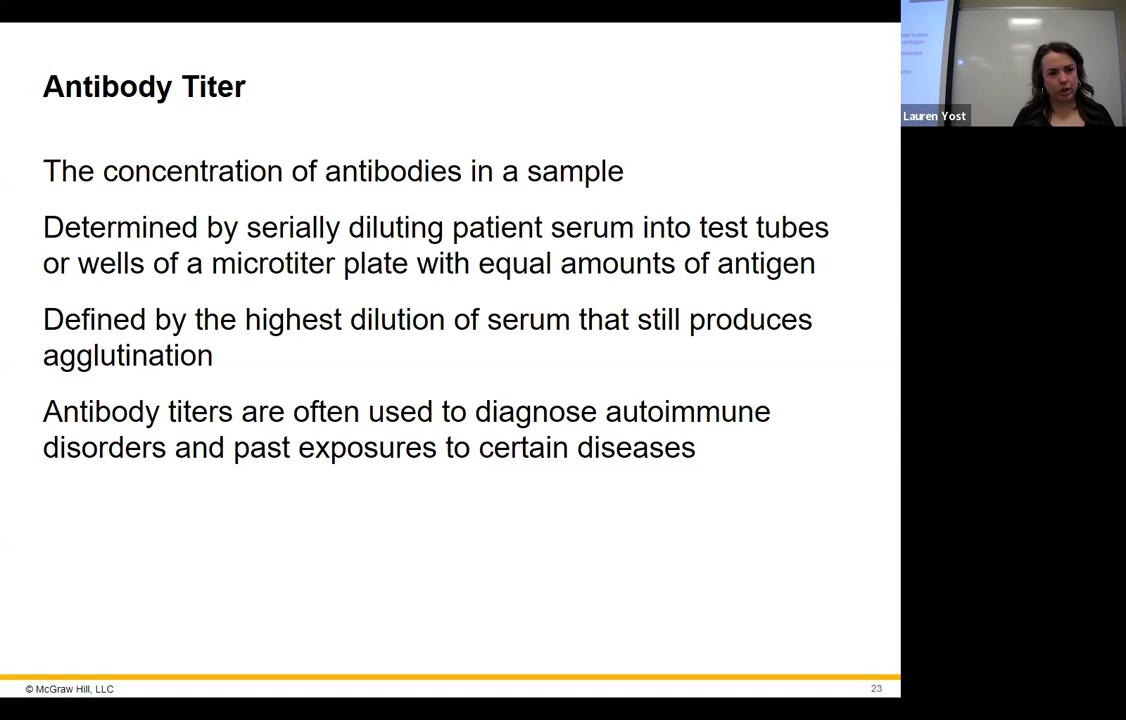 Antibody Titer
The concentration of antibodies in a sample
Determined by serially diluting patient serum into test tubes
or wells of a microtiter plate with equal amounts of antigen
Defined by the highest dilution of serum that still produces
agglutination
Antibody titers are often used to diagnose autoimmune
disorders and past exposures to certain diseases
© McGraw Hill, LLC
23
Lauren Yost